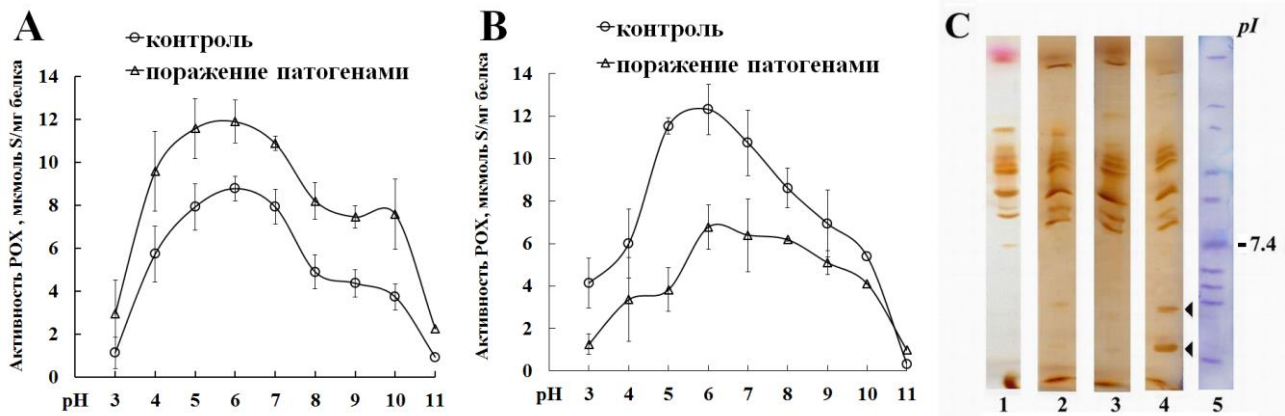 A
контроль
поражение патогенами
Активность POX, мкмоль S/мг белка
14
12
10
8
6
4
2
0
pH 3 4 5 6 7 8 9 10 11
B
контроль
поражение патогенами
Активность POX, мкмоль S/мг белка
14
12
10
8
6
4
2
0
pH 3 4 5 6 7 8 9 10 11
C
pI
7.4
1 2 3 4 5